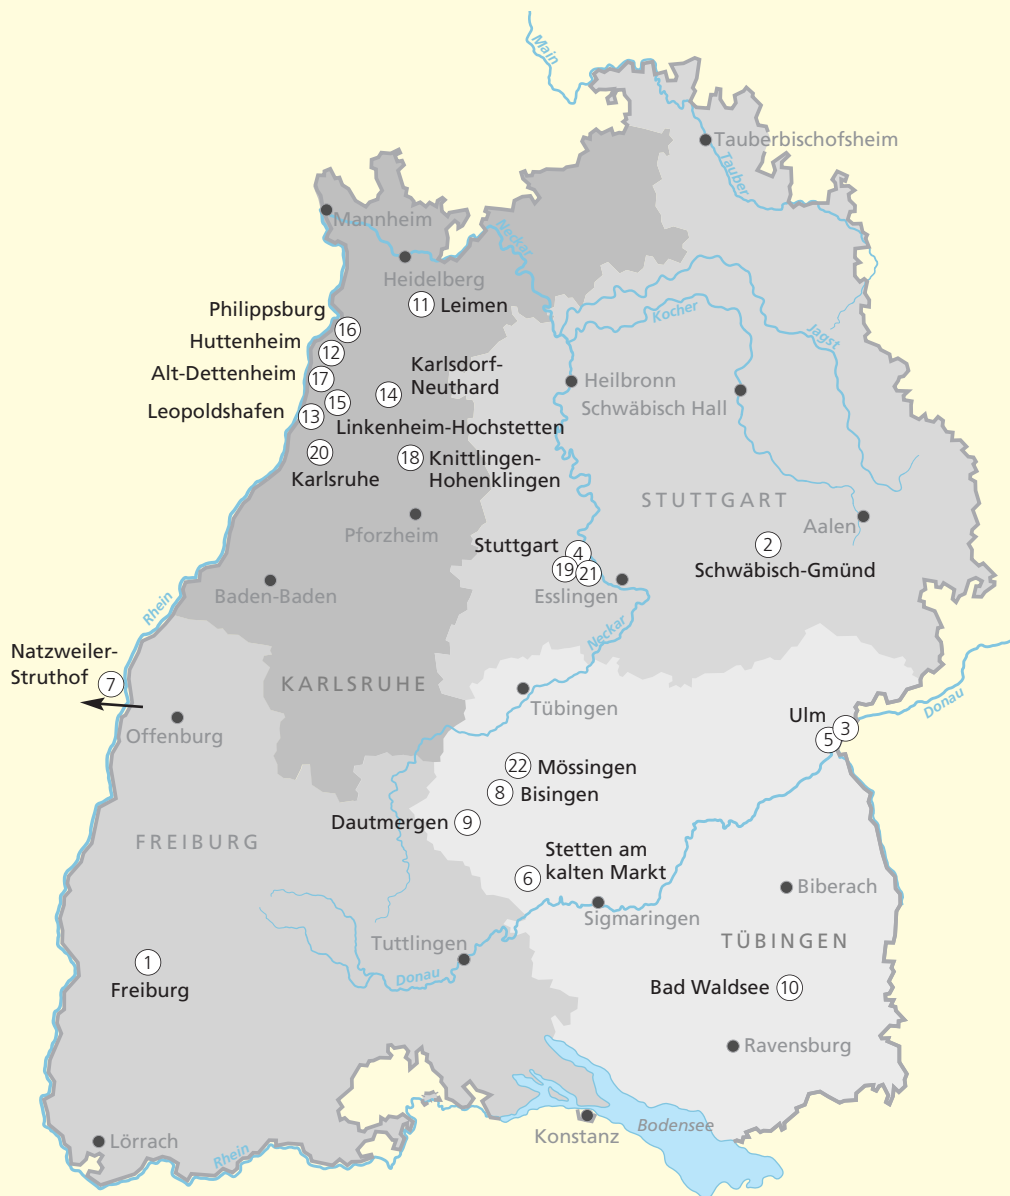 Main
Tauberbischofsheim
Tauber
Mannheim
Neckar
Heidelberg
11 Leimen
Philippsburg
16
Kocher
Jagst
Huttenheim
12
Alt-Dettenheim
17
Karlsdorf-
Neuthard
14
Heilbronn
Schwäbisch Hall
Leopoldshafen
13
15
Linkenheim-Hochstetten
20
Karlsruhe
18
Knittlingen-
Hohenklingen
STUTTGART
Aalen
Pforzheim
Stuttgart
4
19
21
2
Schwäbisch-Gmünd
Esslingen
Baden-Baden
Rhein
Neckar
Natzweiler-
Struthof
7
KARLSRUHE
Tübingen
Offenburg
Ulm
3
5
Donau
22 Mössingen
8 Bisingen
Dautmergen 9
FREIBURG
Stetten am
kalten Markt
6
Biberach
Sigmaringen
Tuttlingen
TÜBINGEN
1
Freiburg
Donau
Bad Waldsee 10
Ravensburg
Bodensee
Konstanz
Lörrach
Rhein